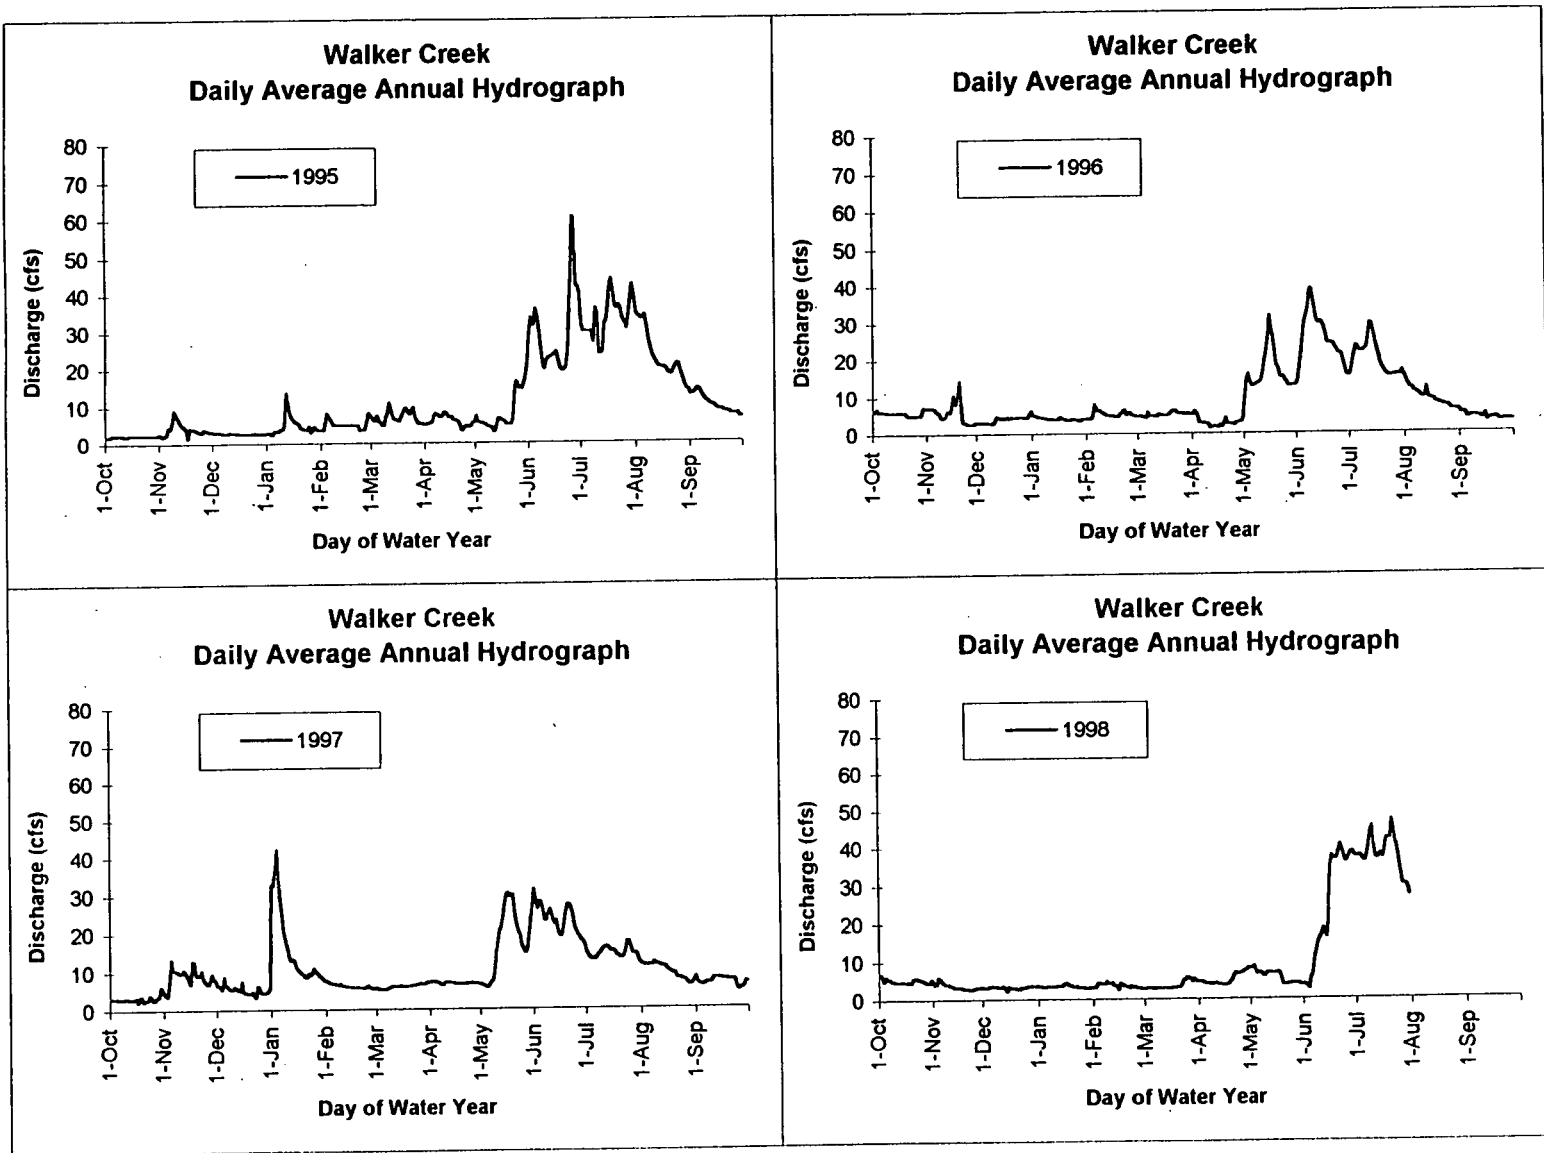 Walker Creek
Daily Average Annual Hydrograph
1995
80
70
60
50
40
30
20
10
0
Discharge (cfs)
1-Oct
1-Nov
1-Dec
1-Jan
1-Feb
1-Mar
1-Apr
1-May
1-Jun
1-Jul
1-Aug
1-Sep
Day of Water Year
Walker Creek
Daily Average Annual Hydrograph
1996
80
70
60
50
40
30
20
10
0
Discharge (cfs)
1-Oct
1-Nov
1-Dec
1-Jan
1-Feb
1-Mar
1-Apr
1-May
1-Jun
1-Jul
1-Aug
1-Sep
Day of Water Year
Walker Creek
Daily Average Annual Hydrograph
1997
80
70
60
50
40
30
20
10
0
Discharge (cfs)
1-Oct
1-Nov
1-Dec
1-Jan
1-Feb
1-Mar
1-Apr
1-May
1-Jun
1-Jul
1-Aug
1-Sep
Day of Water Year
Walker Creek
Daily Average Annual Hydrograph
1998
80
70
60
50
40
30
20
10
0
Discharge (cfs)
1-Oct
1-Nov
1-Dec
1-Jan
1-Feb
1-Mar
1-Apr
1-May
1-Jun
1-Jul
1-Aug
1-Sep
Day of Water Year